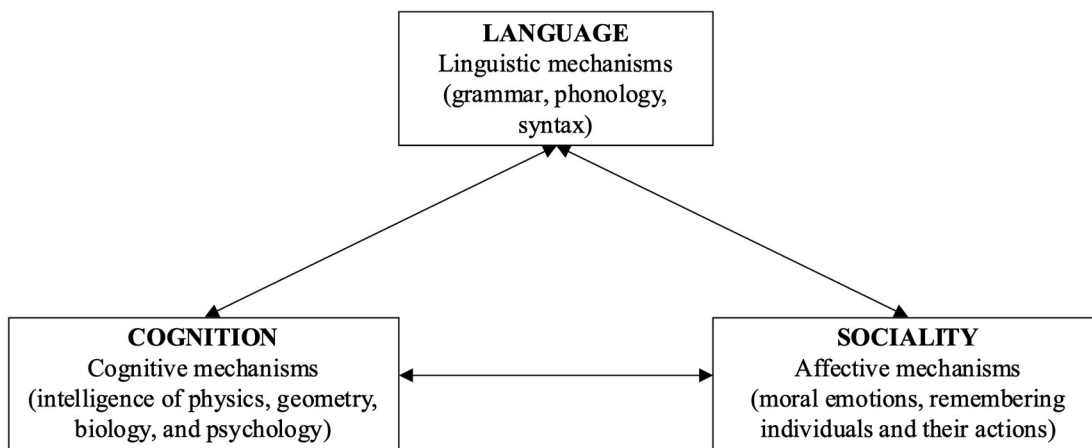 LANGUAGE
Linguistic mechanisms
(grammar, phonology,
syntax)
COGNITION
Cognitive mechanisms
(intelligence of physics, geometry,
biology, and psychology)
SOCIALITY
Affective mechanisms
(moral emotions, remembering
individuals and their actions)